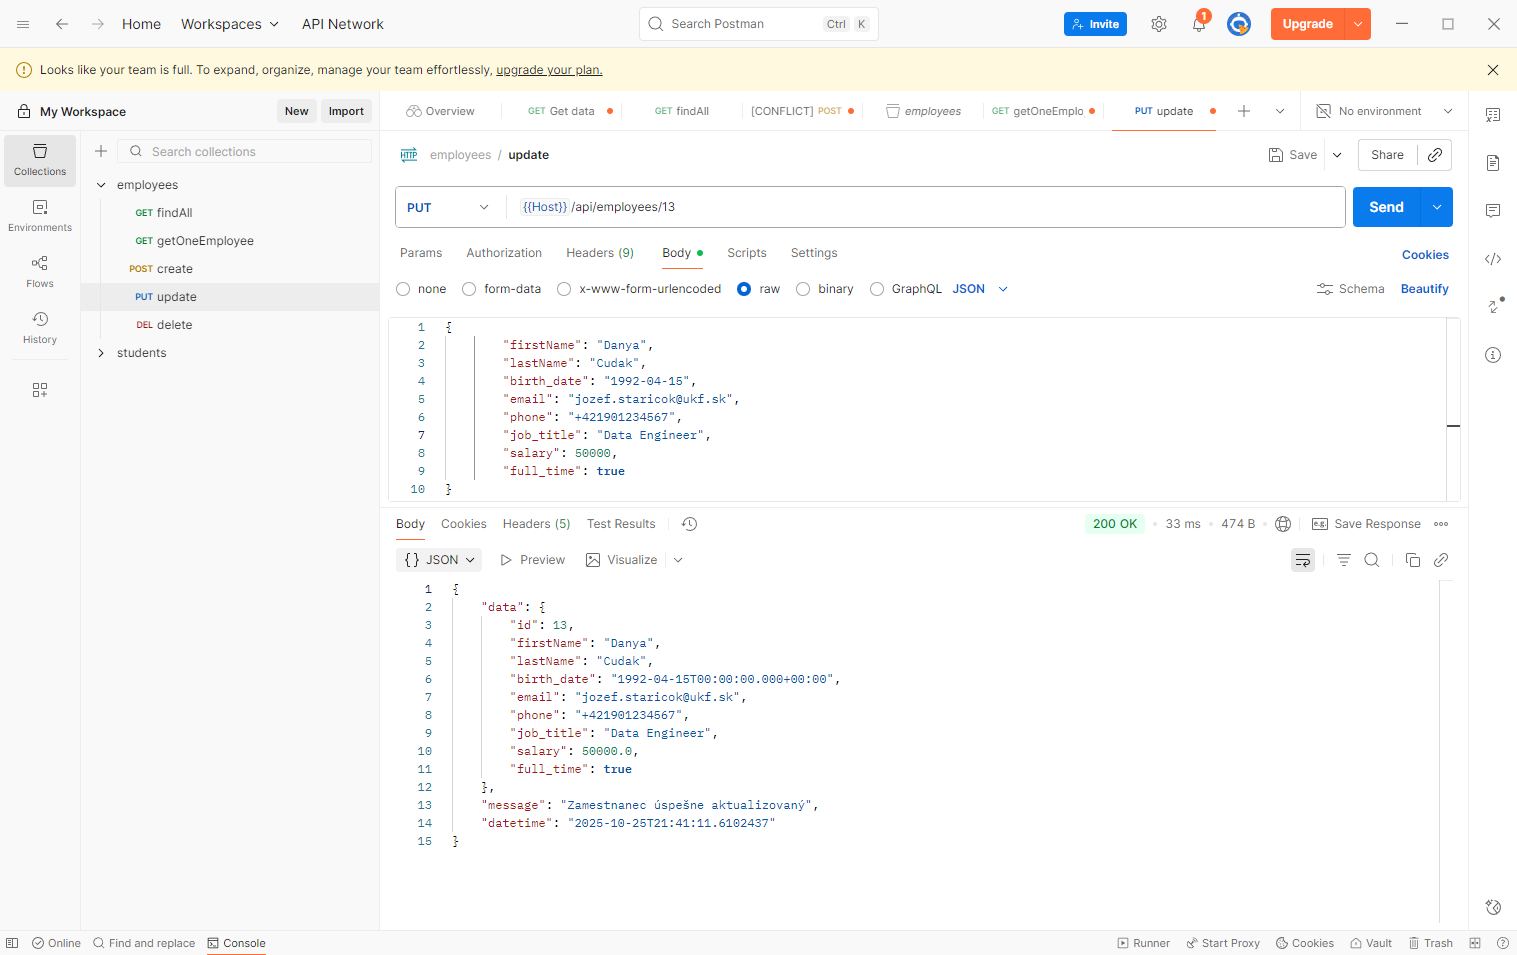 Home Workspaces API Network Search Postman Ctrl K Invite 1 Upgrade
Looks like your team is full. To expand, organize, manage your team effortlessly, upgrade your plan.
My Workspace New Import
Overview GET Get data GET findAll [CONFLICT] POST employees GET getOneEmplo PUT update No environment
Collections
Environments
Flows
History
Search collections
employees
GET findAll
GET getOneEmployee
POST create
PUT update
DEL delete
students
HTTP employees / update Save Share
PUT {{Host}} /api/employees/13 Send
Params Authorization Headers (9) Body Scripts Settings Cookies
none form-data x-www-form-urlencoded raw binary GraphQL JSON Schema Beautify
1 {
2 "firstName": "Danya",
3 "lastName": "Cudak",
4 "birth_date": "1992-04-15",
5 "email": "jozef.staricok@ukf.sk",
6 "phone": "+421901234567",
7 "job_title": "Data Engineer",
8 "salary": 50000,
9 "full_time": true
10 }
Body Cookies Headers (5) Test Results 200 OK 33 ms 474 B e.g. Save Response
{} JSON Preview Visualize
1 {
2 "data": {
3 "id": 13,
4 "firstName": "Danya",
5 "lastName": "Cudak",
6 "birth_date": "1992-04-15T00:00:00.000+00:00",
7 "email": "jozef.staricok@ukf.sk",
8 "phone": "+421901234567",
9 "job_title": "Data Engineer",
10 "salary": 50000.0,
11 "full_time": true
12 },
13 "message": "Zamestnanec úspešne aktualizovaný",
14 "datetime": "2025-10-25T21:41:11.6102437"
15 }
Online Find and replace Console Runner Start Proxy Cookies Vault Trash